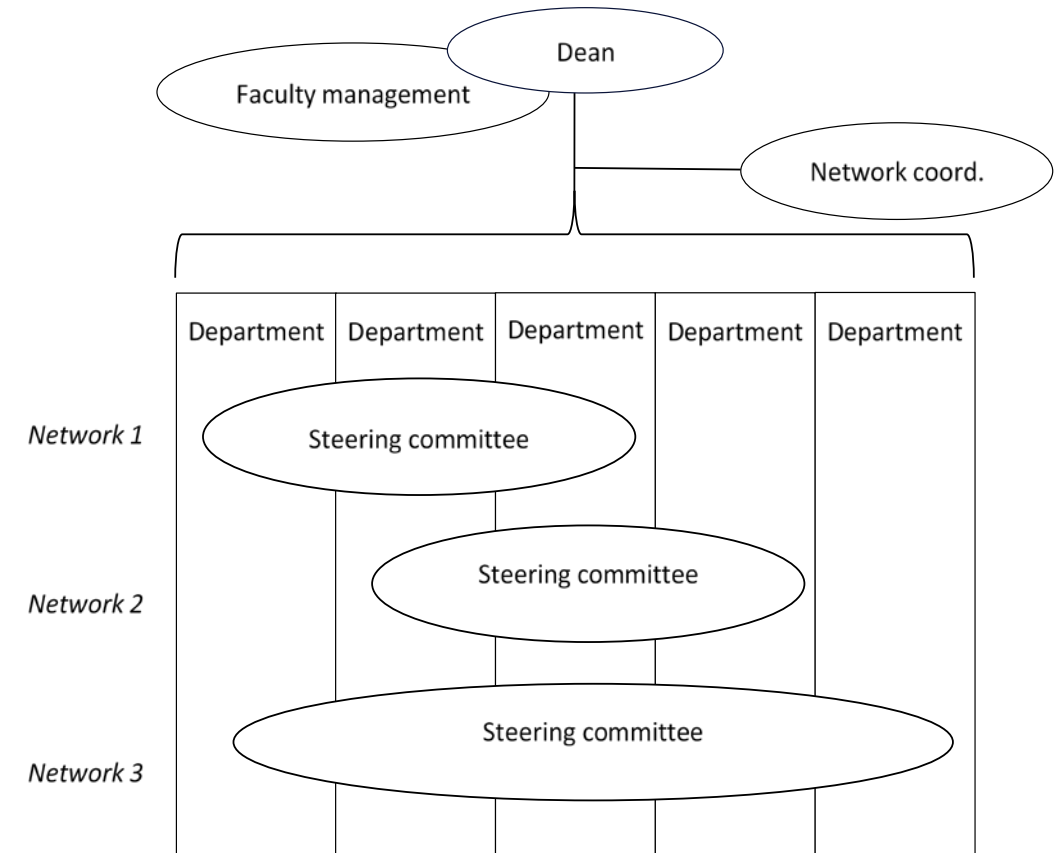 Dean
Faculty management
Network coord.
Department Department Department Department Department
Network 1
Steering committee
Steering committee
Network 2
Steering committee
Network 3